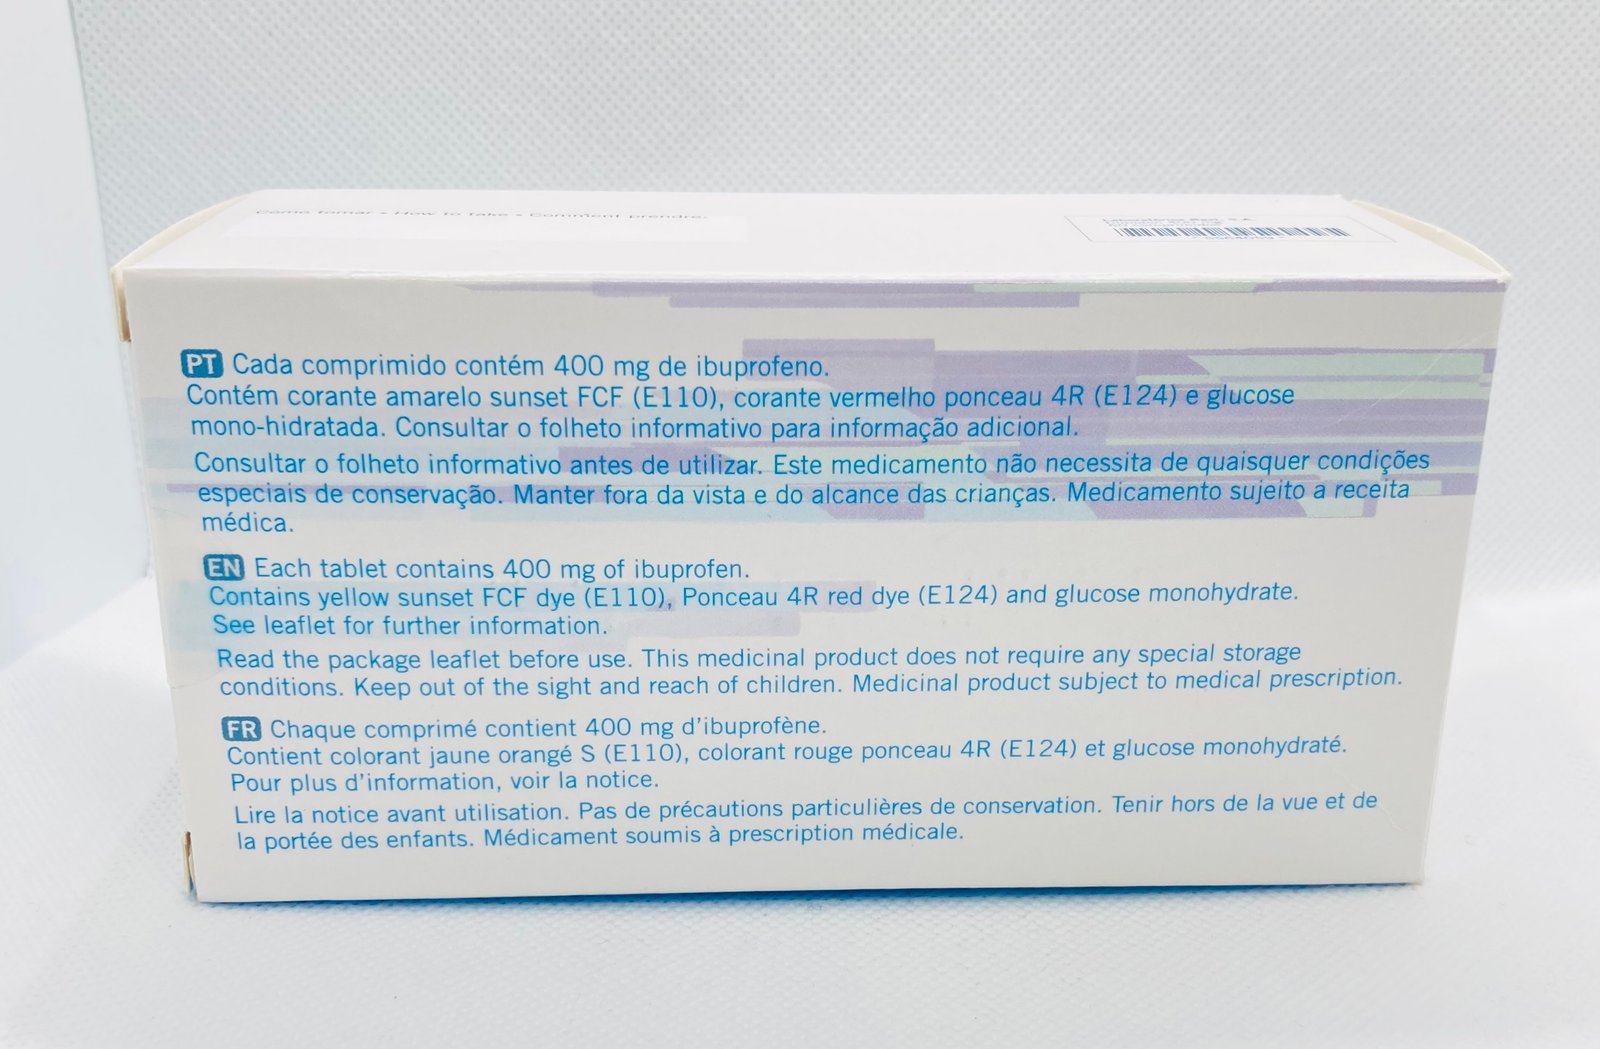 Como tomar • How to take • Comment prendre:
PT Cada comprimido contém 400 mg de ibuprofeno.
Contém corante amarelo sunset FCF (E110), corante vermelho ponceau 4R (E124) e glucose
mono-hidratada. Consultar o folheto informativo para informação adicional.
Consultar o folheto informativo antes de utilizar. Este medicamento não necessita de quaisquer condições
especiais de conservação. Manter fora da vista e do alcance das crianças. Medicamento sujeito a receita
médica.
EN Each tablet contains 400 mg of ibuprofen.
Contains yellow sunset FCF dye (E110), Ponceau 4R red dye (E124) and glucose monohydrate.
See leaflet for further information.
Read the package leaflet before use. This medicinal product does not require any special storage
conditions. Keep out of the sight and reach of children. Medicinal product subject to medical prescription.
FR Chaque comprimé contient 400 mg d'ibuprofène.
Contient colorant jaune orangé S (E110), colorant rouge ponceau 4R (E124) et glucose monohydraté.
Pour plus d'information, voir la notice.
Lire la notice avant utilisation. Pas de précautions particulières de conservation. Tenir hors de la vue et de
la portée des enfants. Médicament soumis à prescription médicale.